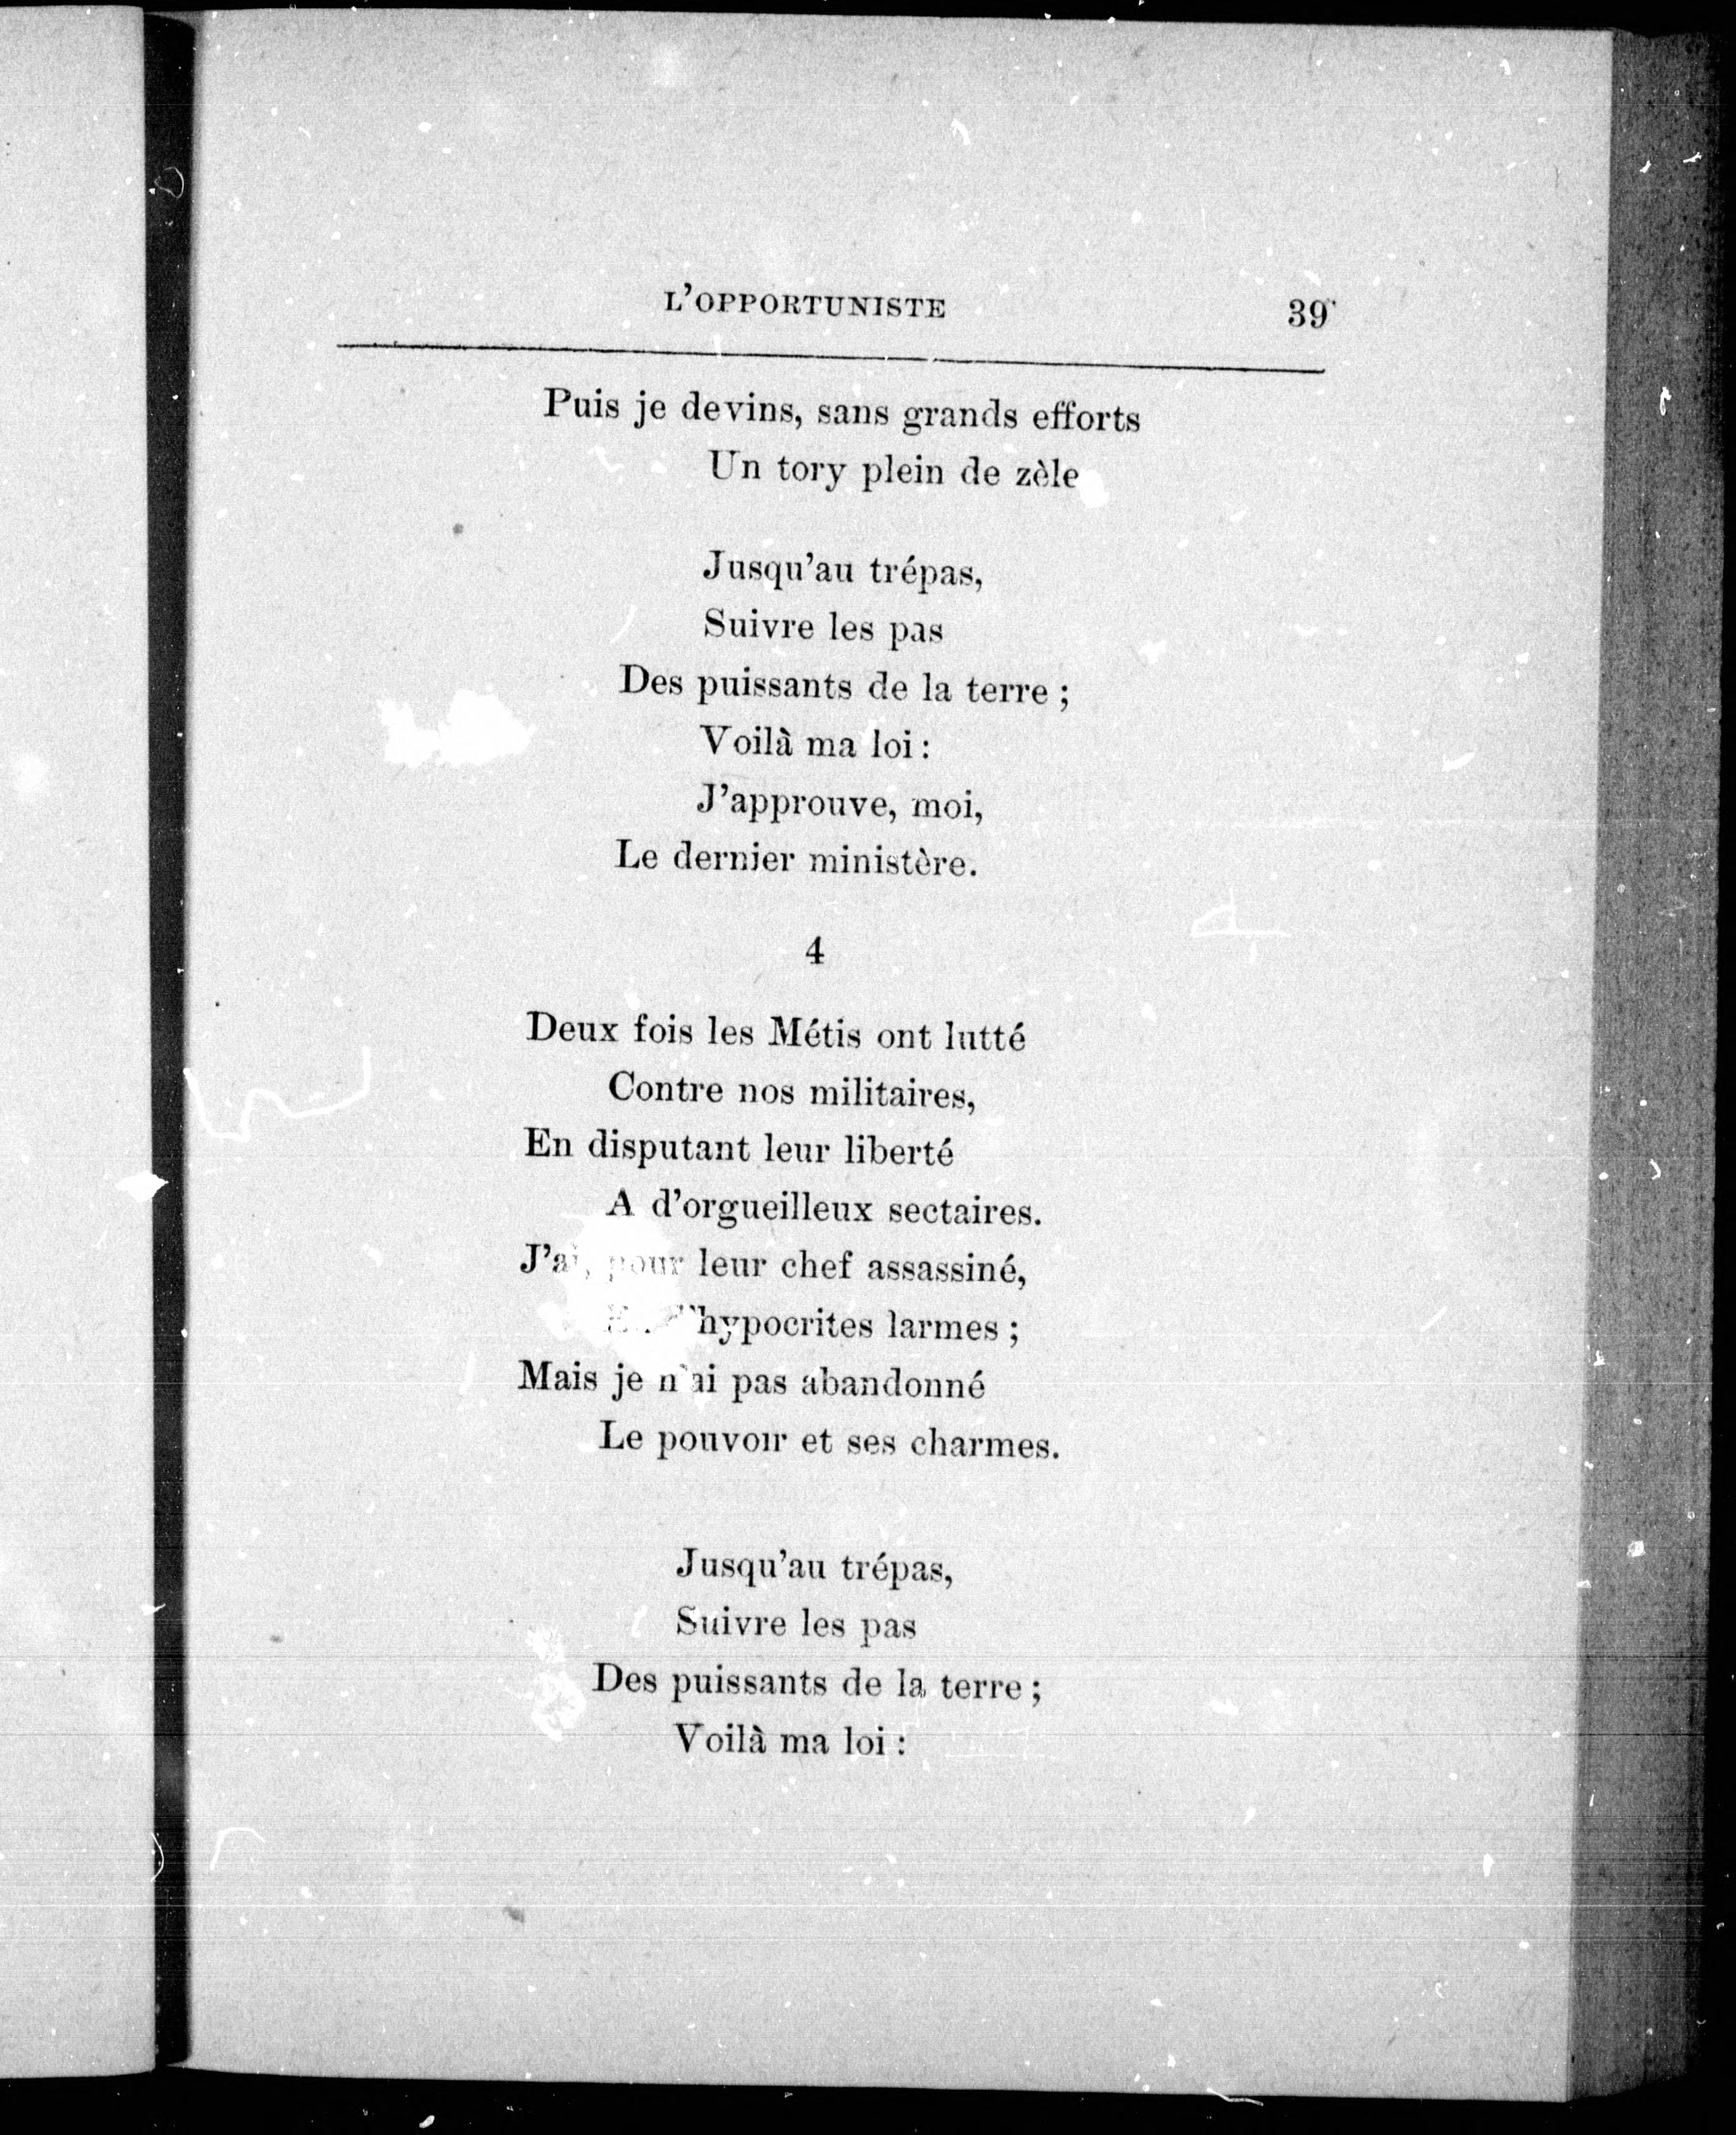 L'OPPORTUNISTE 39
Puis je devins, sans grands efforts
Un tory plein de zèle
Jusqu'au trépas,
Suivre les pas
Des puissants de la terre ;
Voilà ma loi :
J'approuve, moi,
Le dernier ministère.
4
Deux fois les Métis ont lutté
Contre nos militaires,
En disputant leur liberté
A d'orgueilleux sectaires.
J'ai, pour leur chef assassiné,
hypocrites larmes ;
Mais je n'ai pas abandonné
Le pouvoir et ses charmes.
Jusqu'au trépas,
Suivre les pas
Des puissants de la terre ;
Voilà ma loi :